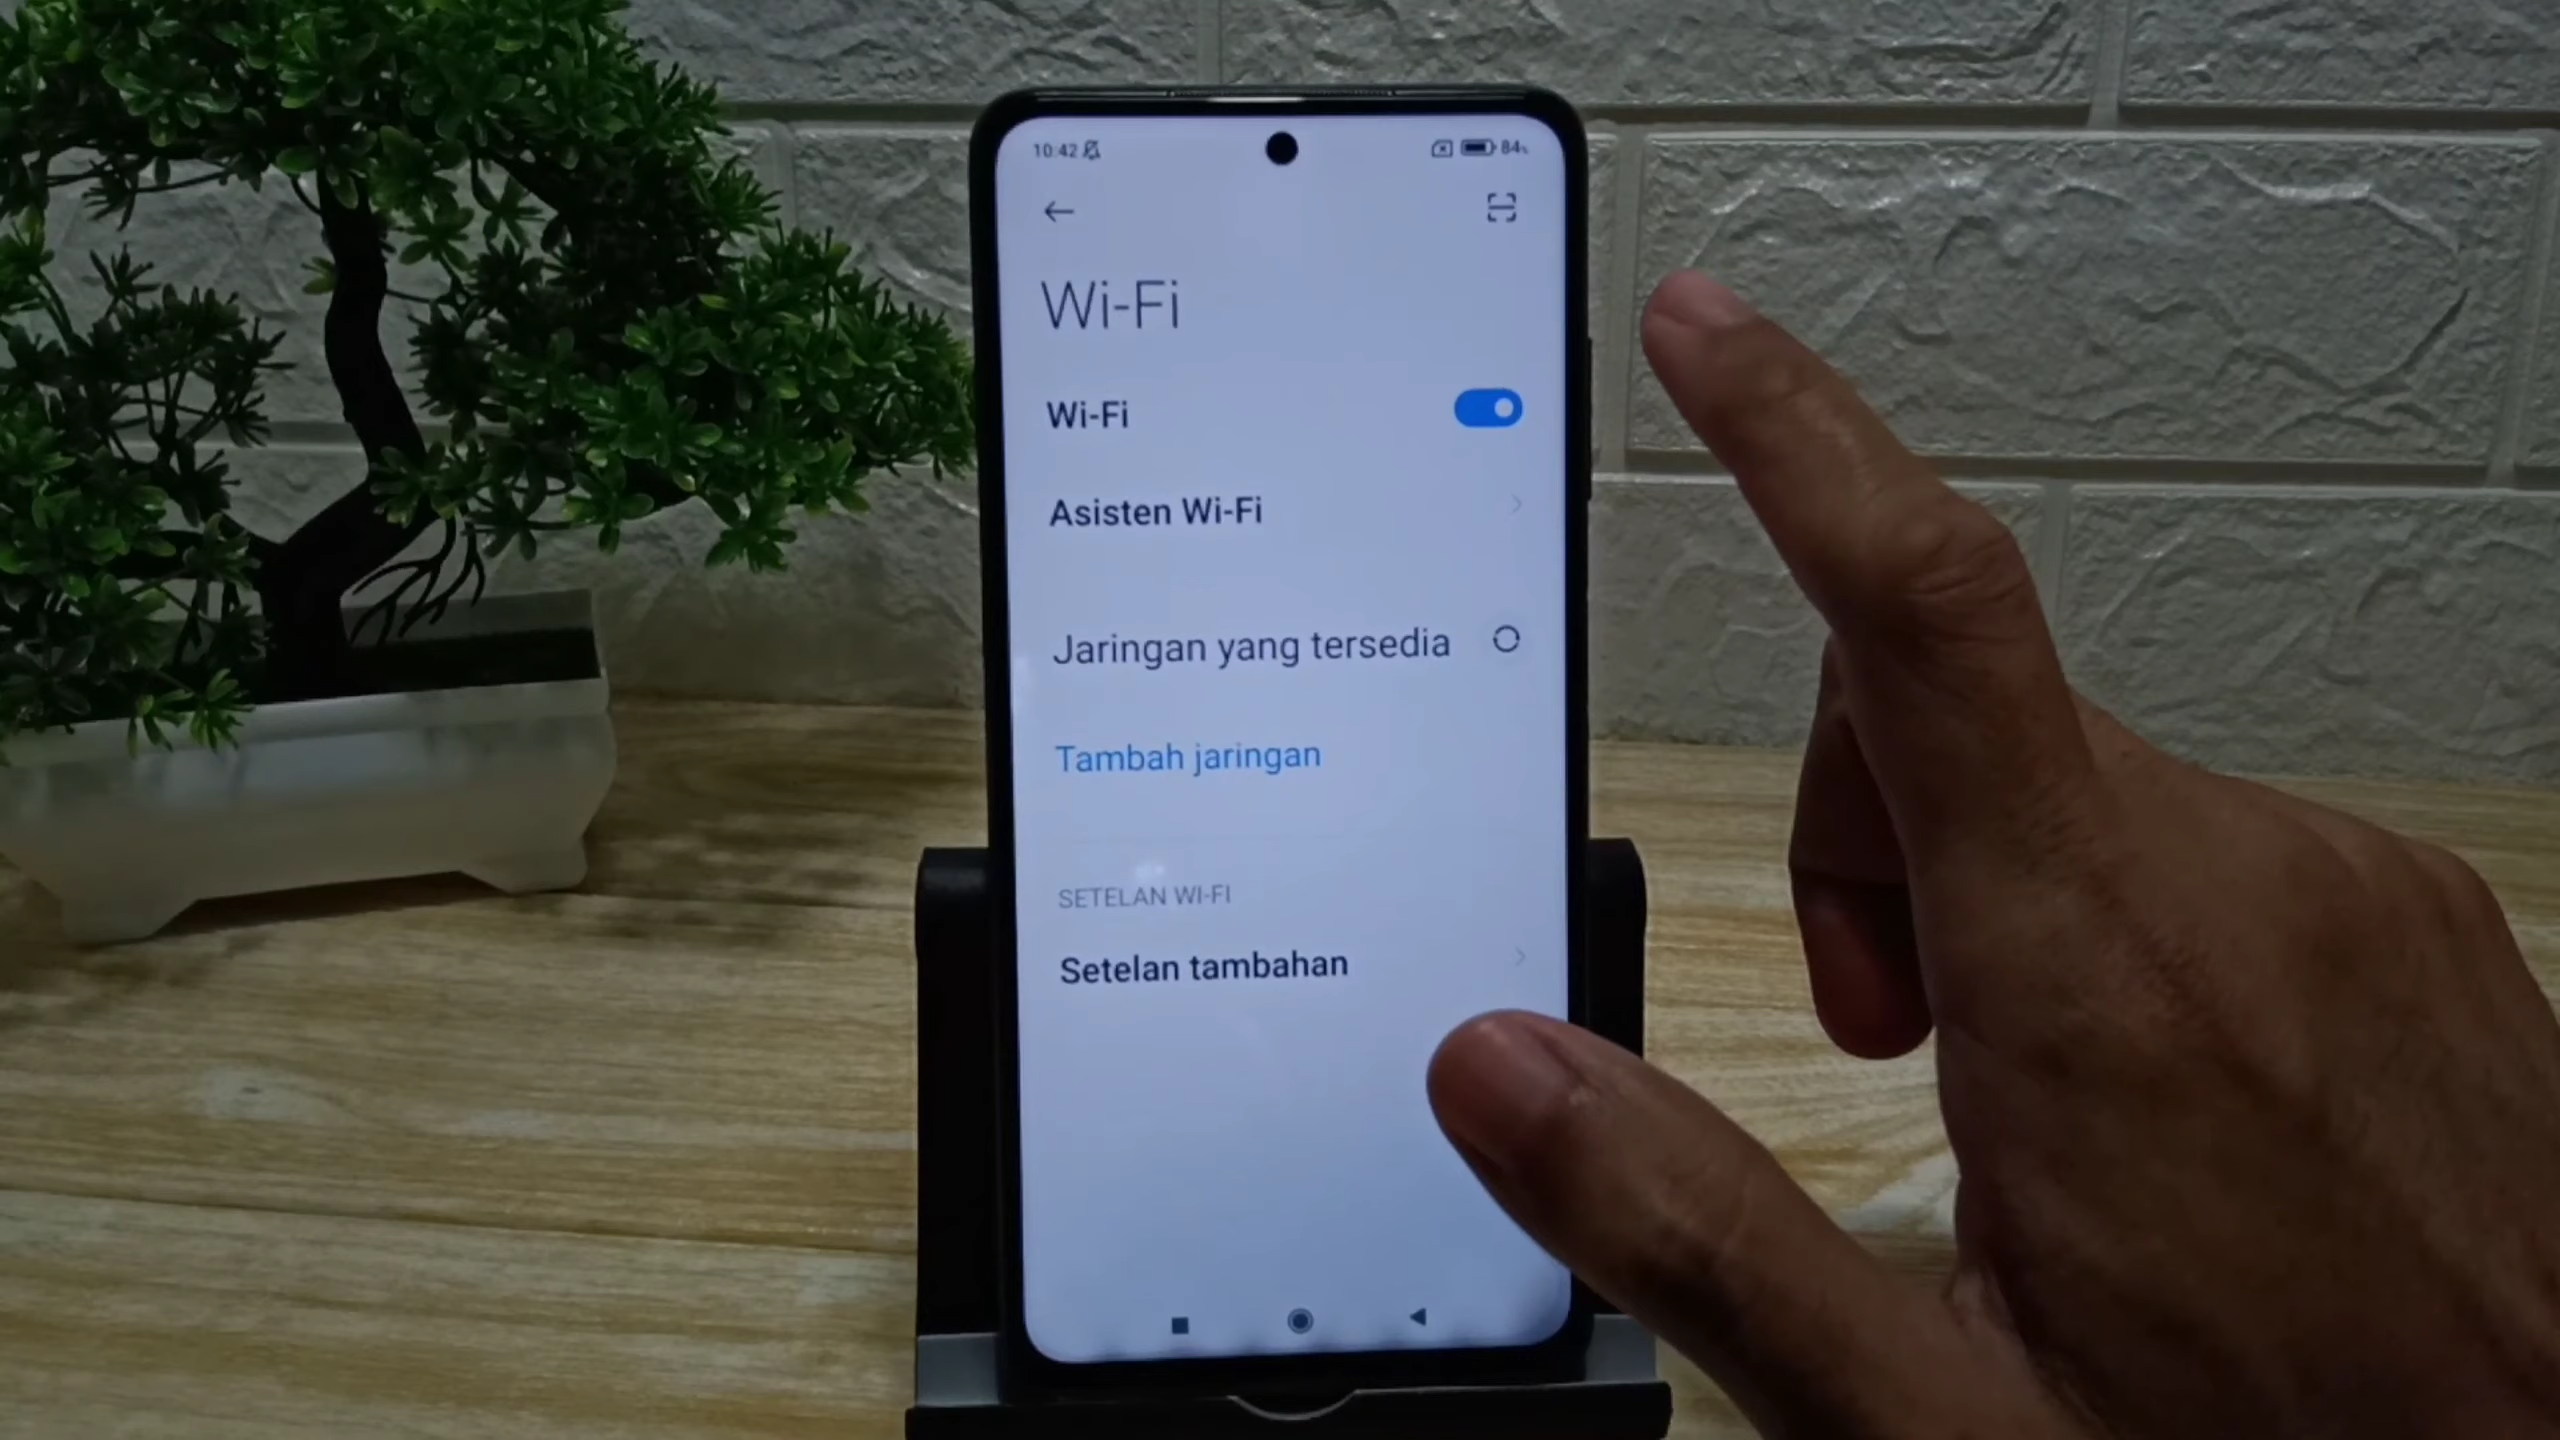 10:42
84%
Wi-Fi
Wi-Fi
Asisten Wi-Fi
Jaringan yang tersedia
Tambah jaringan
SETELAN WI-FI
Setelan tambahan